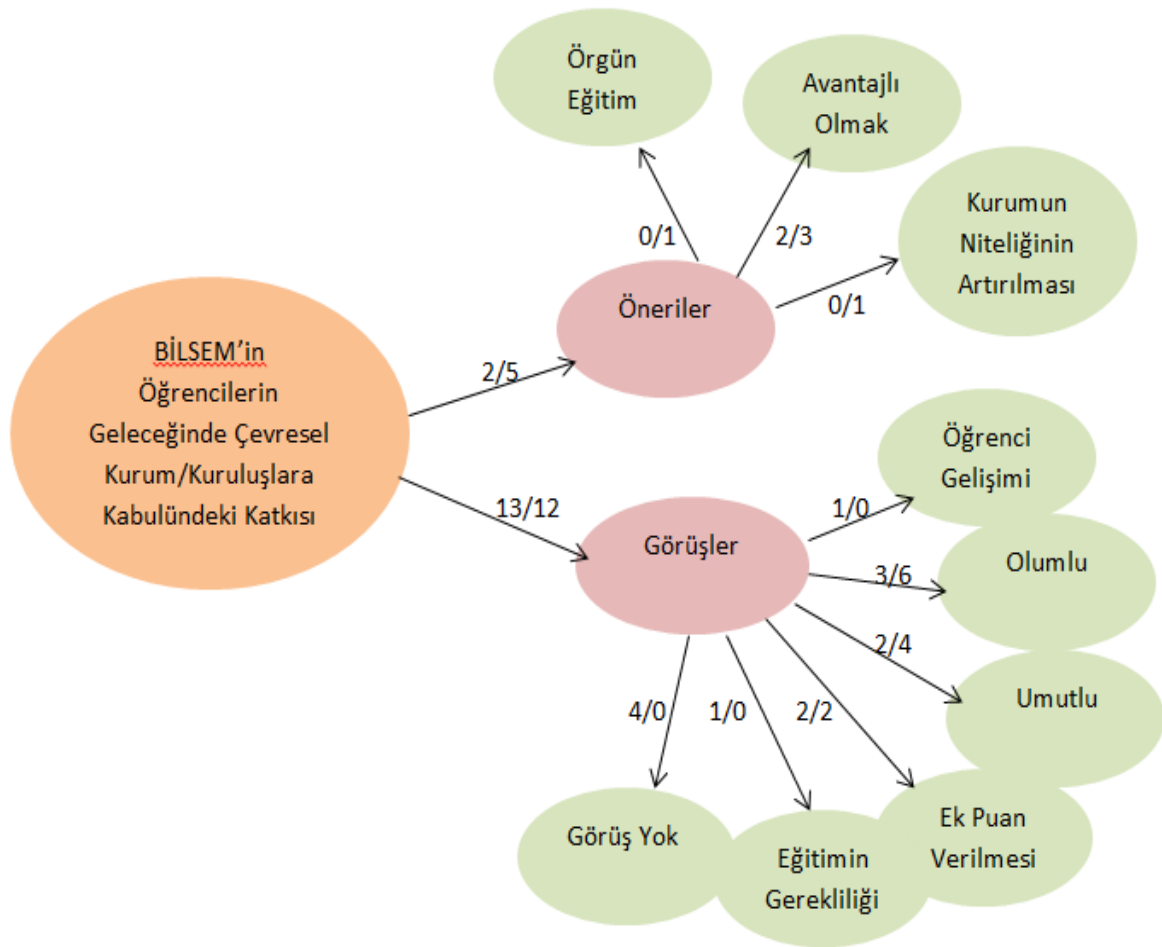 Örgün
Eğitim
Avantajlı
Olmak
Kurumun
Niteliğinin
Artırılması
0/1
2/3
0/1
Öneriler
BİLSEM’in
Öğrencilerin
Geleceğinde Çevresel
Kurum/Kuruluşlara
Kabulündeki Katkısı
2/5
13/12
Görüşler
Öğrenci
Gelişimi
1/0
Olumlu
3/6
2/4
Umutlu
4/0
1/0
2/2
Görüş Yok
Eğitimin
Gerekliliği
Ek Puan
Verilmesi